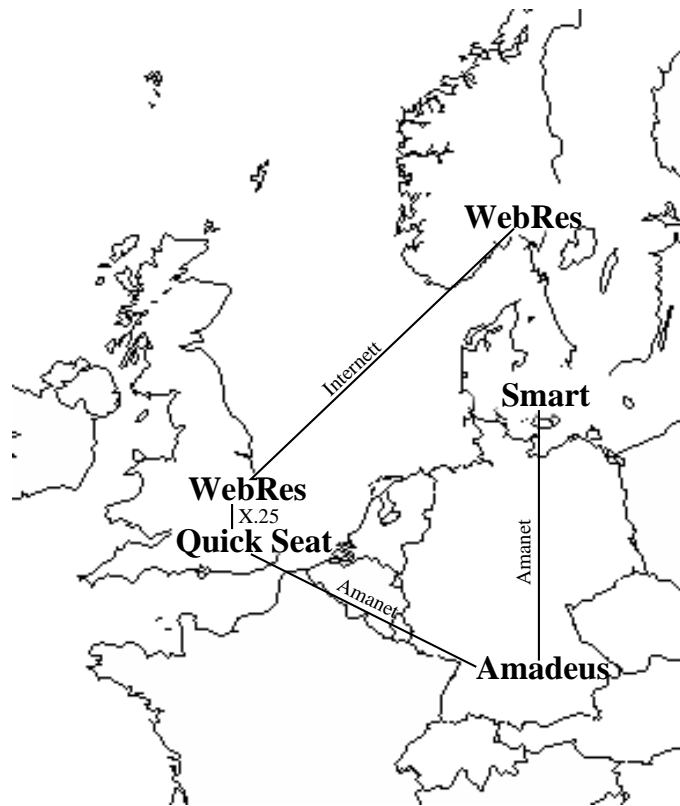 WebRes
Internett
Smart
WebRes
X.25
Quick Seat
Amanet
Amanet
Amadeus